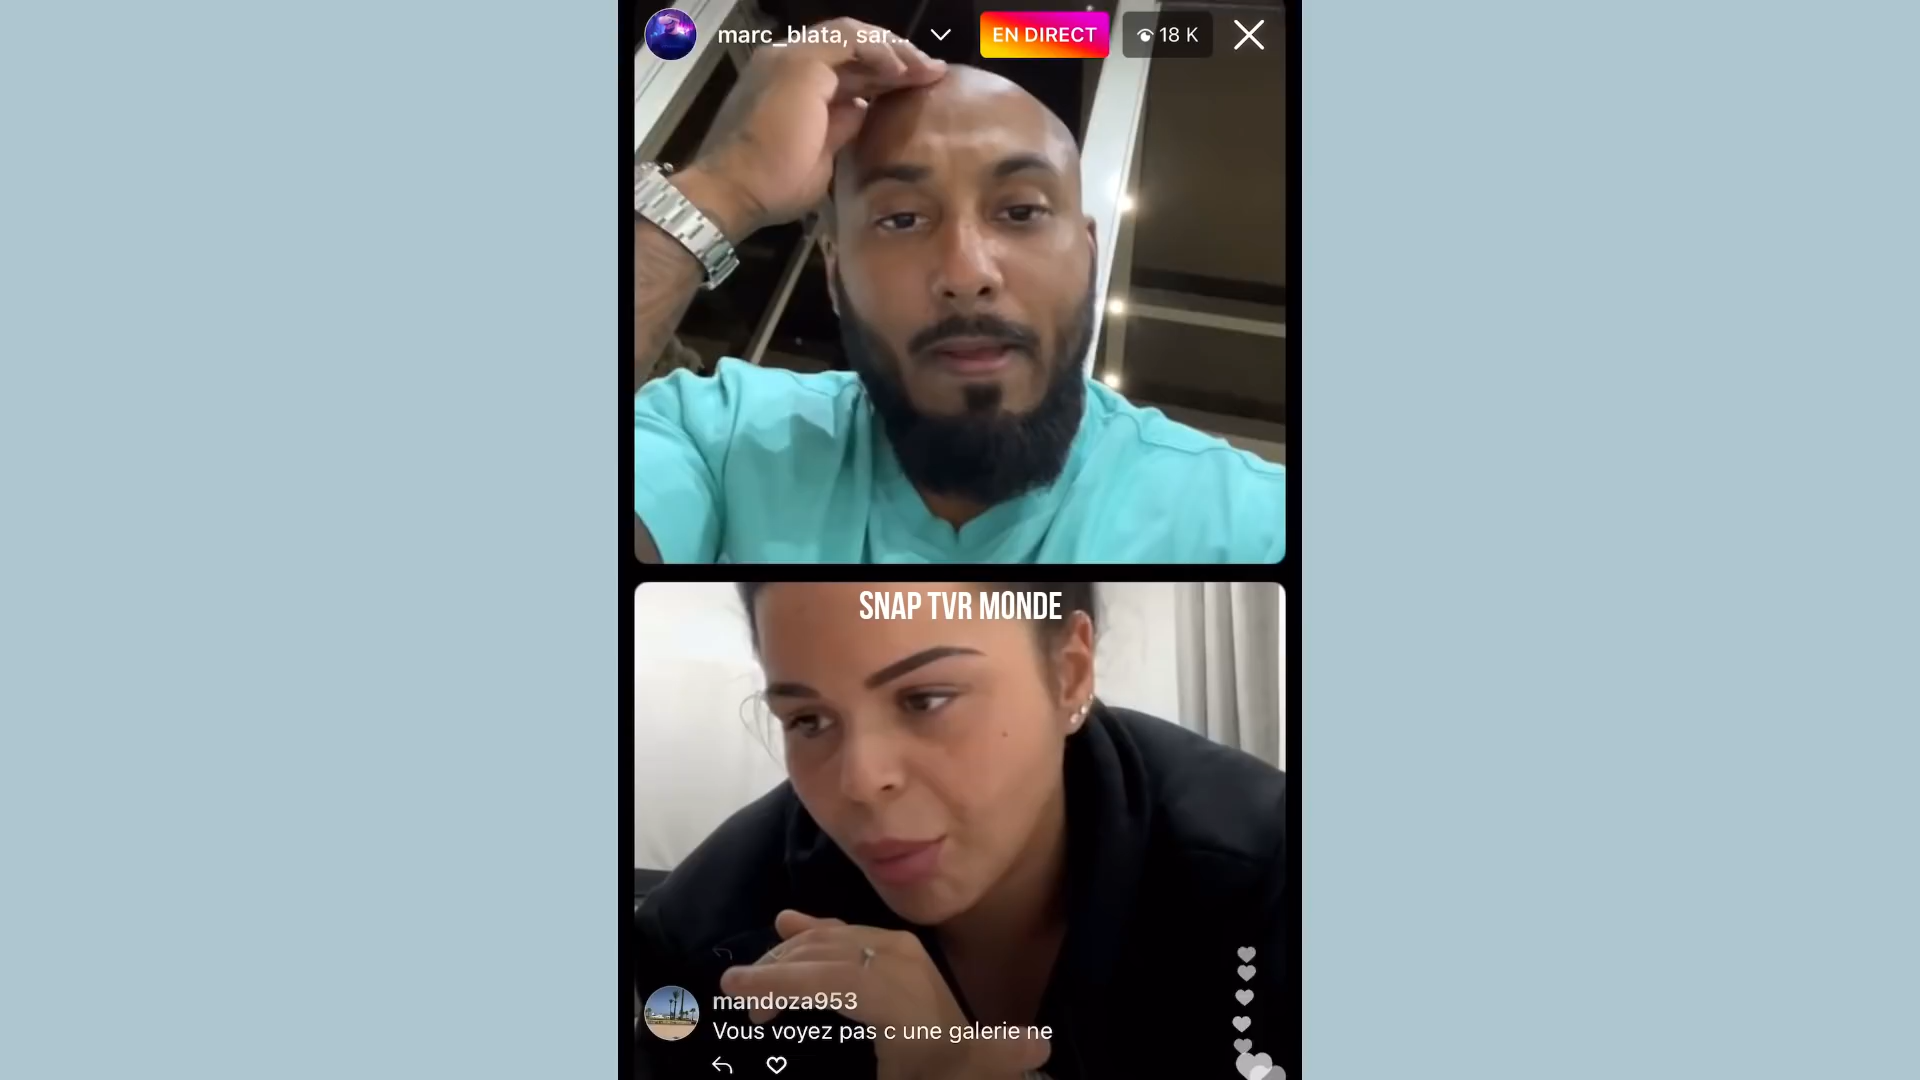 marc_blata, sar...
EN DIRECT
18 K
SNAP TVR MONDE
mandoza953
Vous voyez pas c une galerie ne